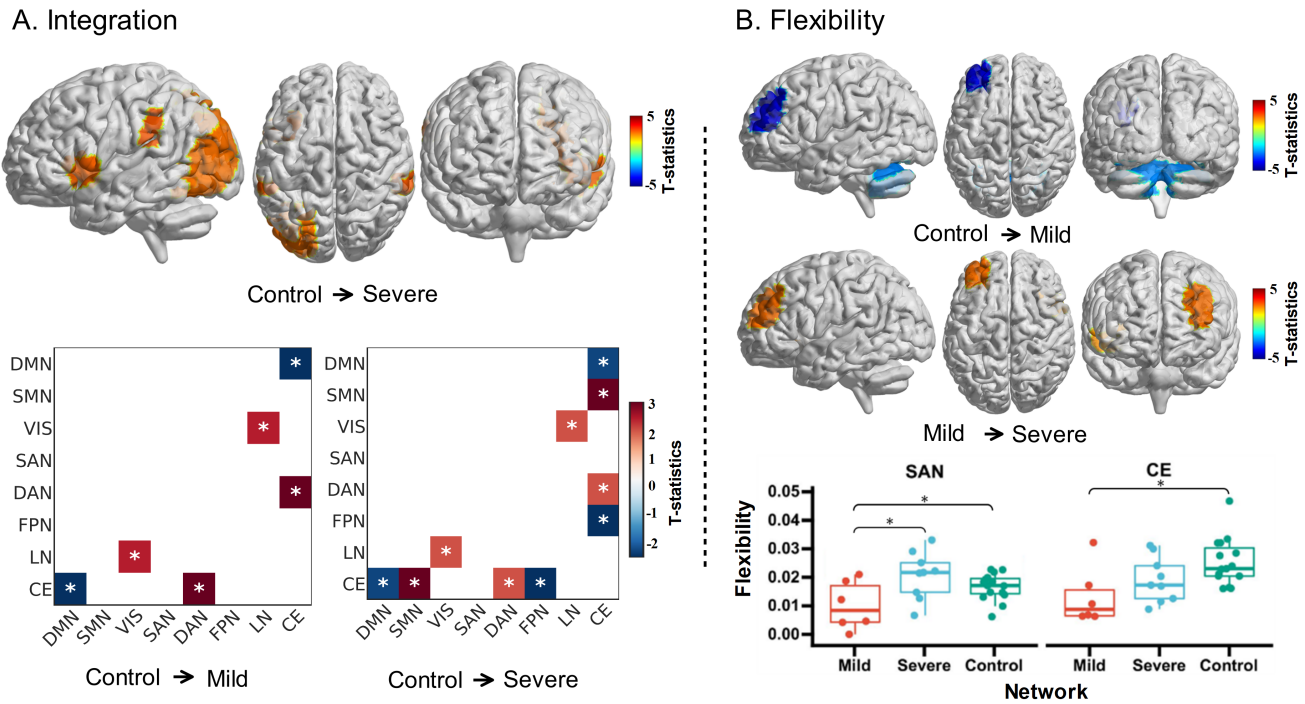 A. Integration
5
-5
T-statistics
Control → Severe
DMN
SMN
VIS
SAN
DAN
FPN
LN
CE
DMN SMN VIS SAN DAN FPN LN CE
* * * * * *
Control → Mild
DMN
SMN
VIS
SAN
DAN
FPN
LN
CE
DMN SMN VIS SAN DAN FPN LN CE
* * * * * * * * * *
Control → Severe
3
2
1
0
-1
-2
T-statistics
B. Flexibility
5
-5
T-statistics
Control → Mild
5
-5
T-statistics
Mild → Severe
SAN CE
Flexibility
0.05
0.04
0.03
0.02
0.01
0.00
* * *
Mild Severe Control Mild Severe Control
Network